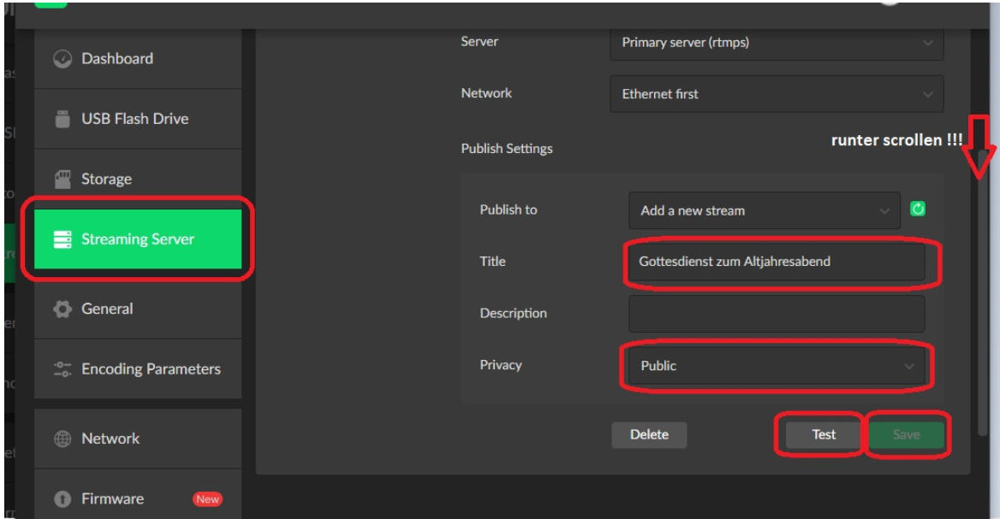 Dashboard
USB Flash Drive
Storage
Streaming Server
General
Encoding Parameters
Network
Firmware New
Server Primary server (rtmps)
Network Ethernet first
runter scrollen !!!
Publish Settings
Publish to Add a new stream
Title Gottesdienst zum Altjahresabend
Description
Privacy Public
Delete Test Save